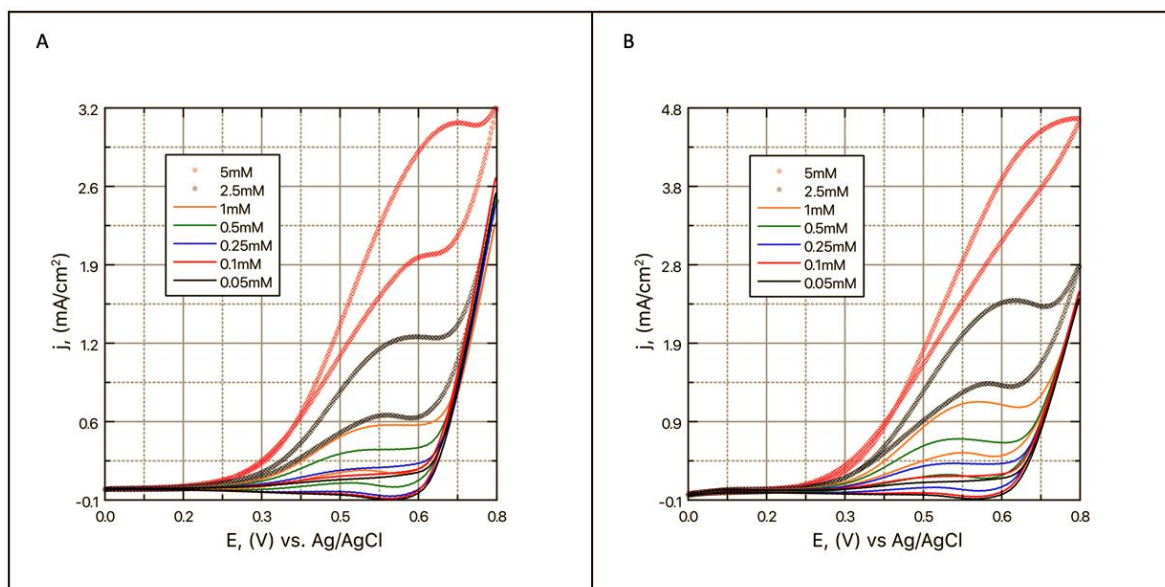 A
3.2
2.6
1.9
1.2
0.6
−0.1
j, (mA/cm²)
5mM
2.5mM
1mM
0.5mM
0.25mM
0.1mM
0.05mM
0.0
0.2
0.3
0.5
0.6
0.8
E, (V) vs. Ag/AgCl
B
4.8
3.8
2.8
1.9
0.9
−0.1
j, (mA/cm²)
5mM
2.5mM
1mM
0.5mM
0.25mM
0.1mM
0.05mM
0.0
0.2
0.3
0.5
0.6
0.8
E, (V) vs Ag/AgCl